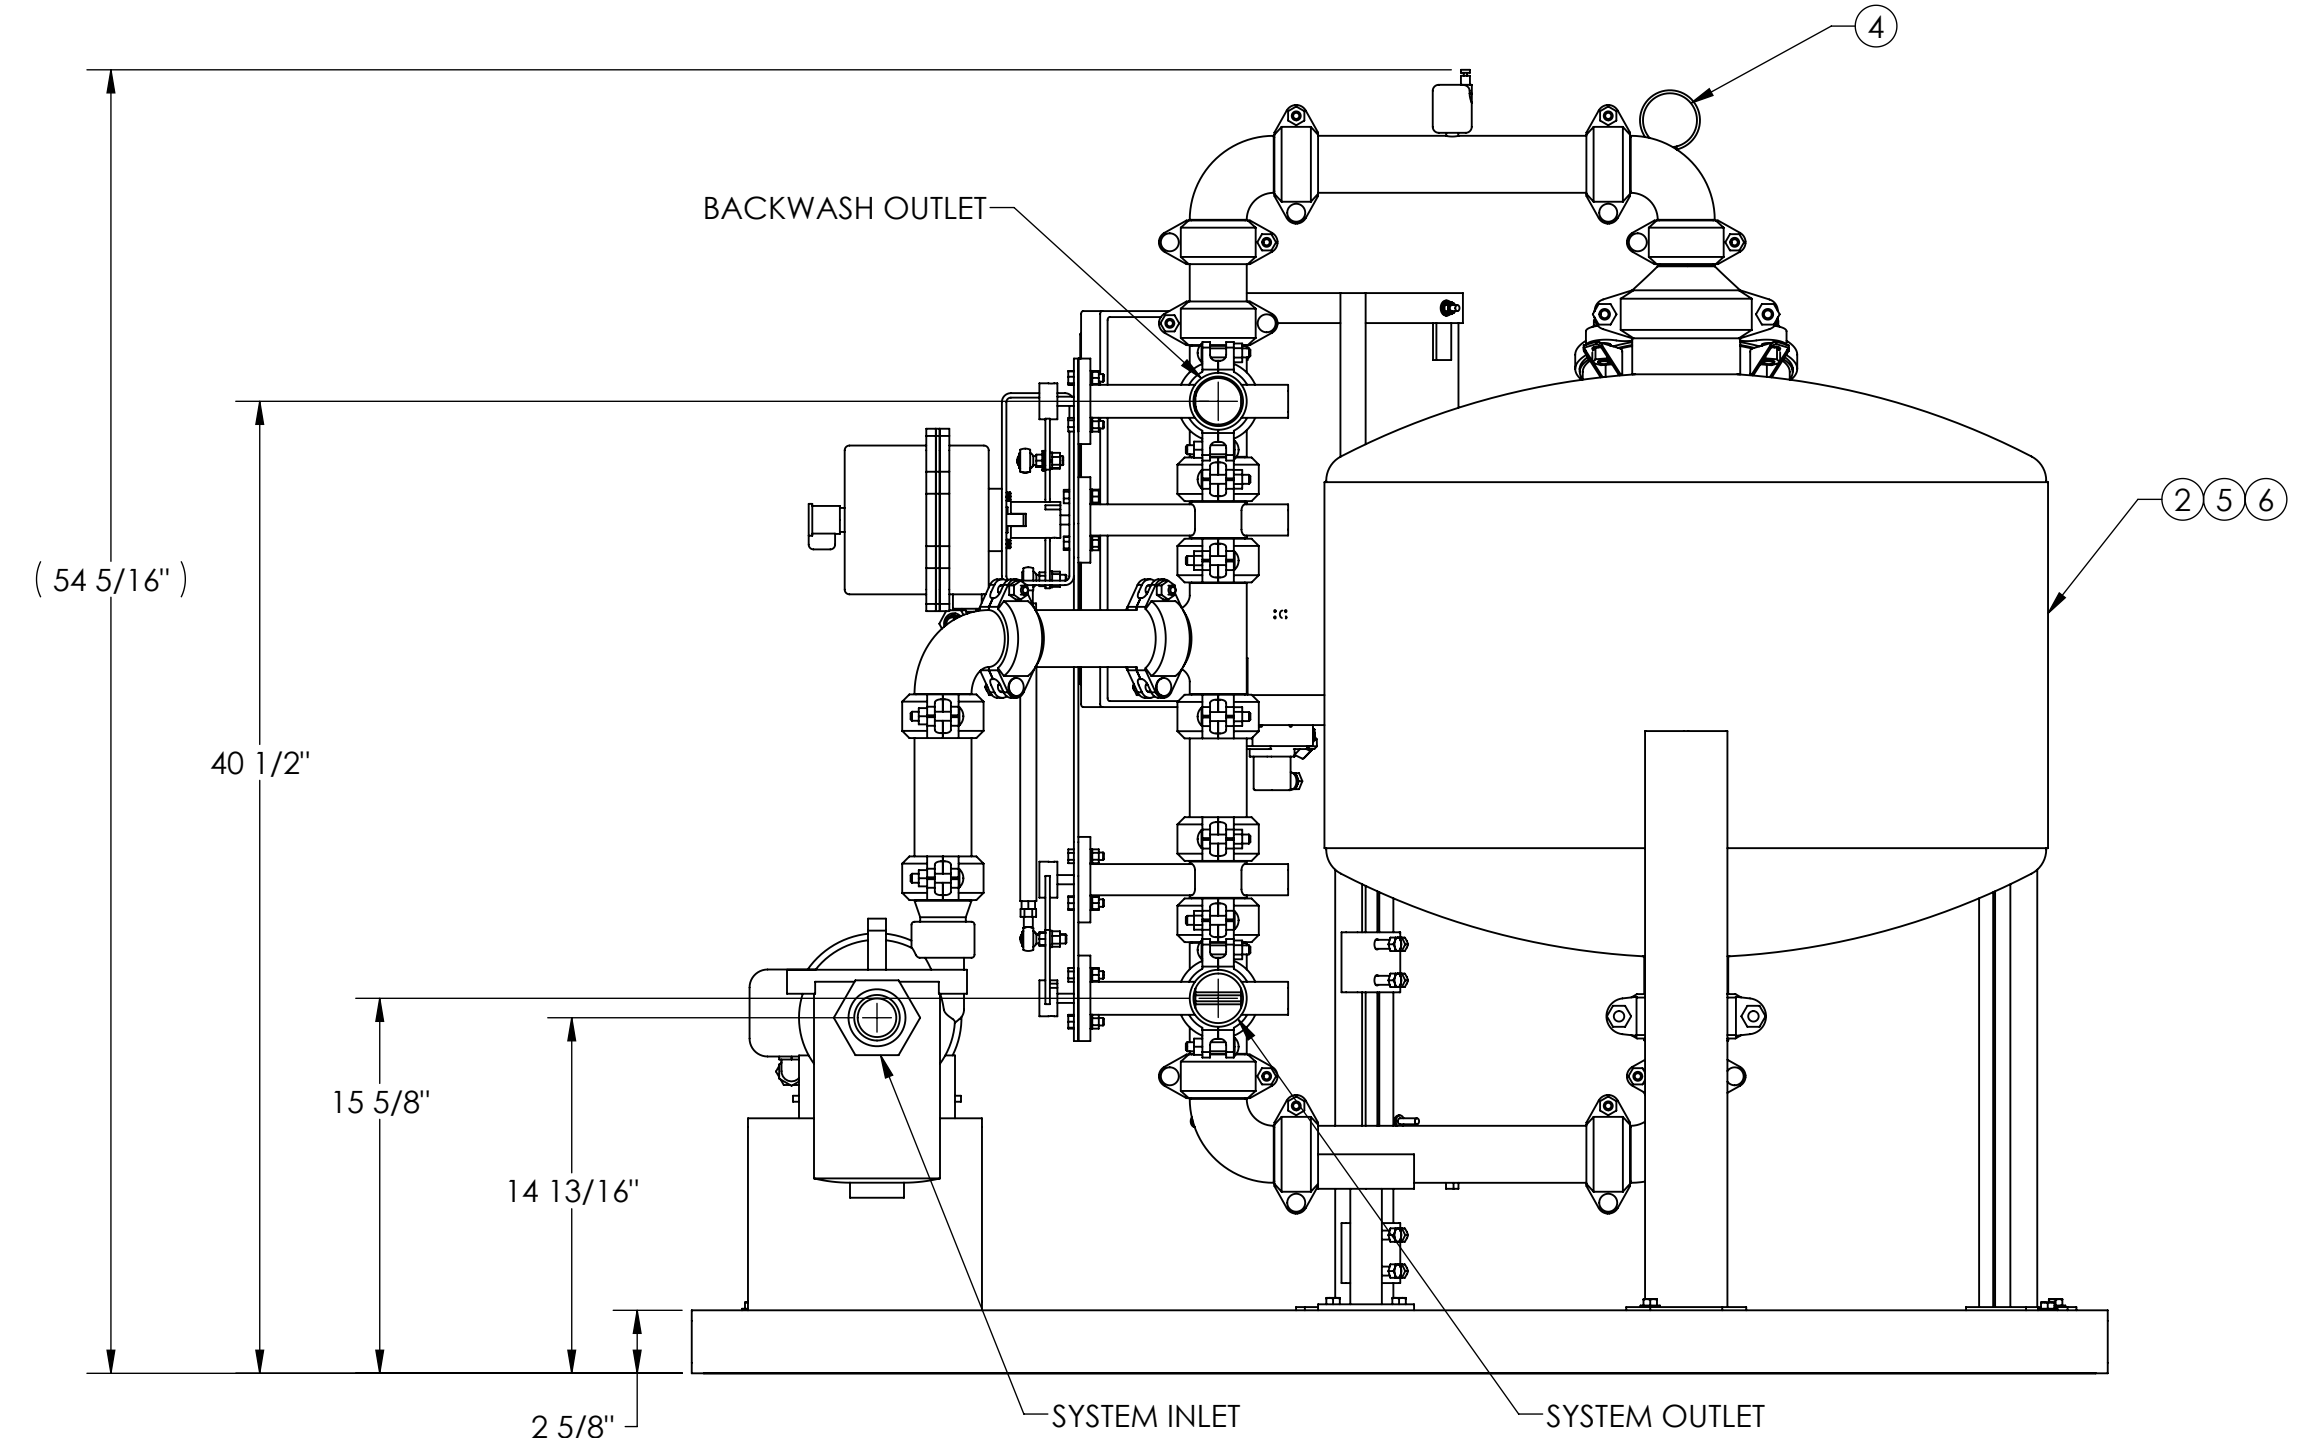 4
BACKWASH OUTLET
2 5 6
( 54 5/16" )
40 1/2"
15 5/8"
14 13/16"
2 5/8"
SYSTEM INLET
SYSTEM OUTLET